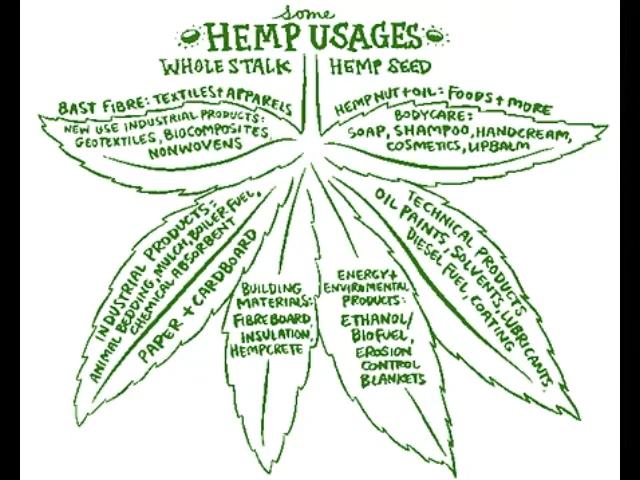 Some
HEMP USAGES
WHOLE STALK
HEMP SEED
BAST FIBRE: TEXTILES + APPARELS
NEW USE INDUSTRIAL PRODUCTS:
GEOTEXTILES, BIOCOMPOSITES,
NONWOVENS
HEMP NUT + OIL: FOODS + MORE
BODYCARE:
SOAP, SHAMPOO, HANDCREAM,
COSMETICS, LIPBALM
INDUSTRIAL PRODUCTS:
ANIMAL BEDDING, MULCH, BOILER FUEL,
CHEMICAL ABSORBENT
PAPER + CARDBOARD
BUILDING
MATERIALS:
FIBREBOARD,
INSULATION,
HEMPCRETE
ENERGY +
ENVIROMENTAL
PRODUCTS:
ETHANOL/
BIOFUEL,
EROSION
CONTROL
BLANKETS
TECHNICAL PRODUCTS
OIL PAINTS, SOLVENTS, LUBRICANTS,
DIESEL FUEL, COATING